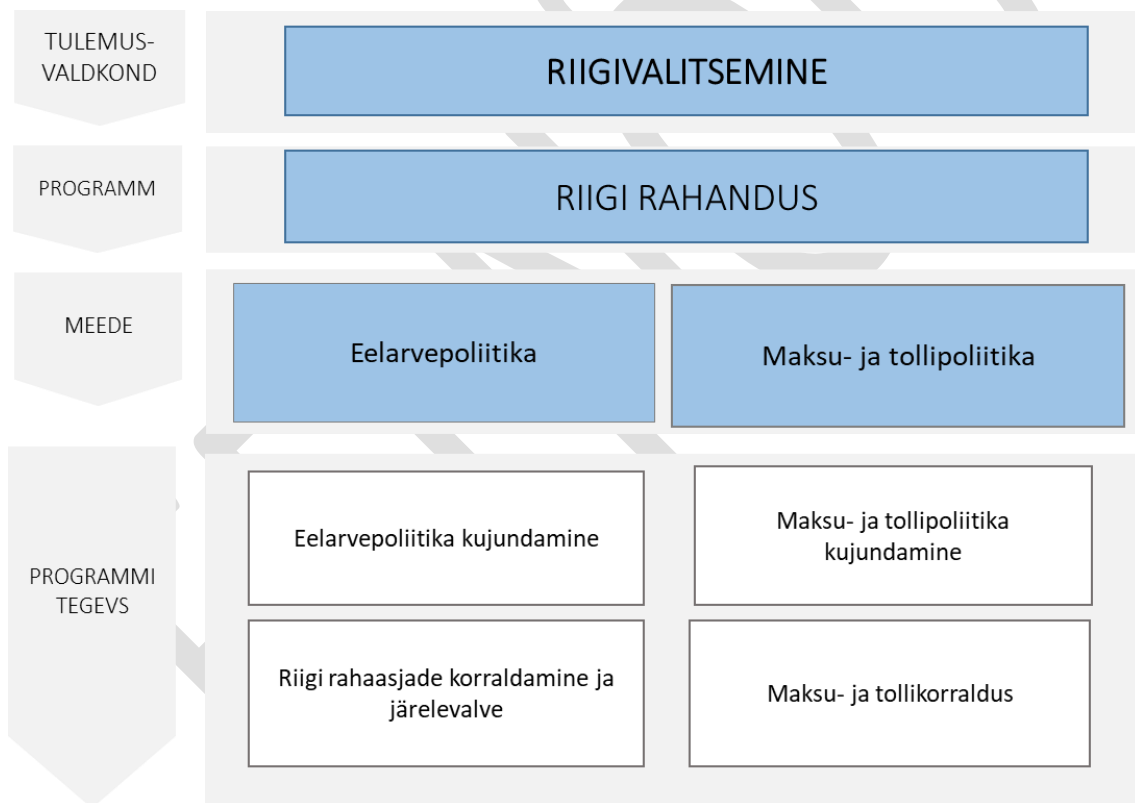 TULEMUS-
VALDKOND
RIIGIVALITSEMINE
PROGRAMM
RIIGI RAHANDUS
MEEDE
Eelarvepoliitika
Maksu- ja tollipoliitika
PROGRAMMI
TEGEVS
Eelarvepoliitika kujundamine
Maksu- ja tollipoliitika
kujundamine
Riigi rahaasjade korraldamine ja
järelevalve
Maksu- ja tollikorraldus